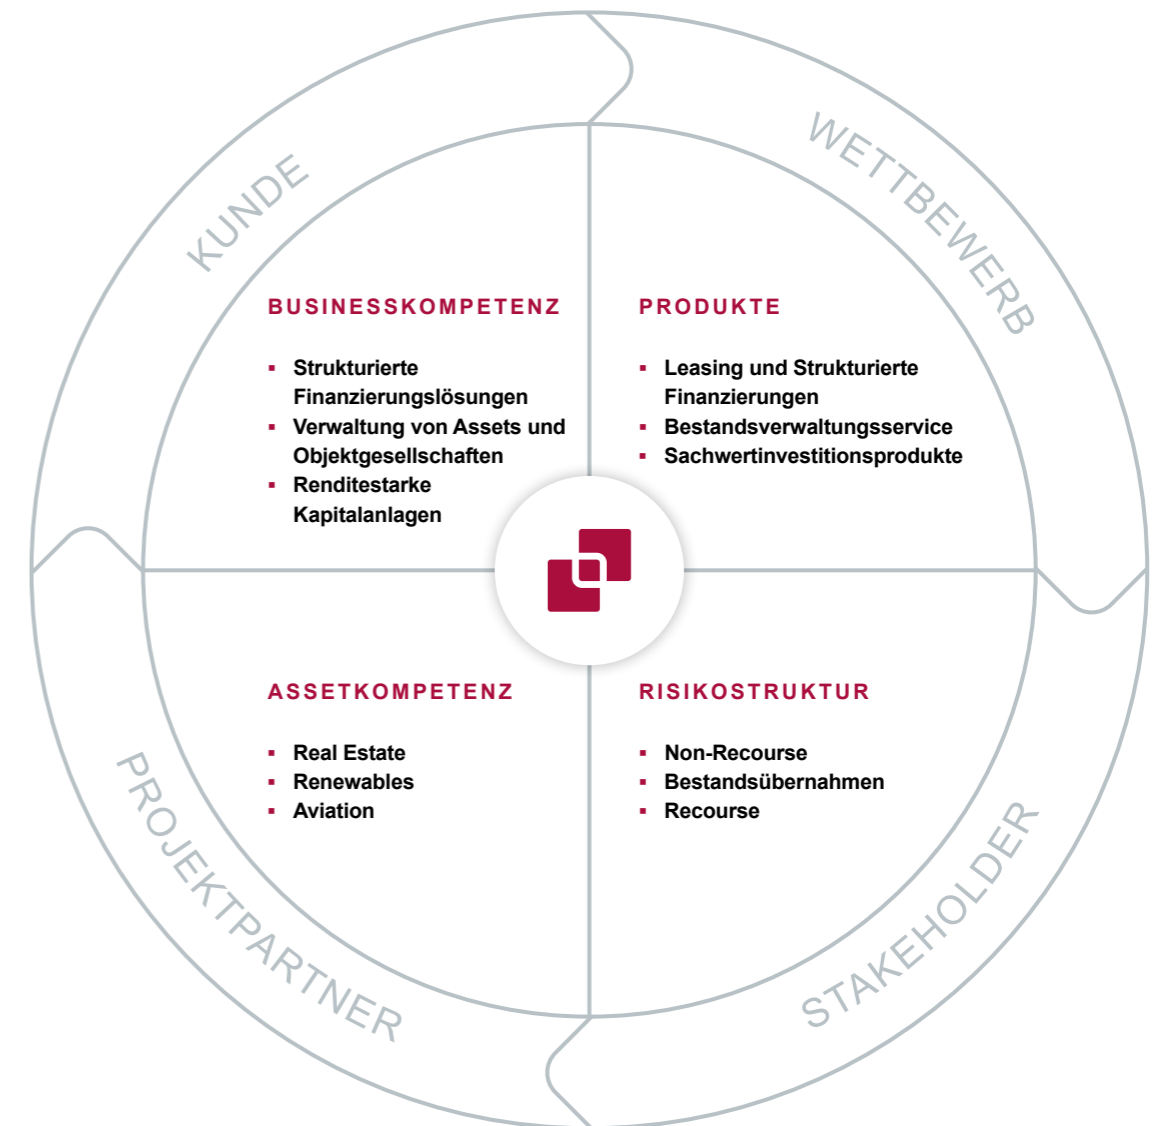 KUNDE
WETTBEWERB
BUSINESSKOMPETENZ
▪ Strukturierte
Finanzierungslösungen
▪ Verwaltung von Assets und
Objektgesellschaften
▪ Renditestarke
Kapitalanlagen
PRODUKTE
▪ Leasing und Strukturierte
Finanzierungen
▪ Bestandsverwaltungsservice
▪ Sachwertinvestitionsprodukte
ASSETKOMPETENZ
▪ Real Estate
▪ Renewables
▪ Aviation
RISIKOSTRUKTUR
▪ Non-Recourse
▪ Bestandsübernahmen
▪ Recourse
PROJEKTPARTNER
STAKEHOLDER